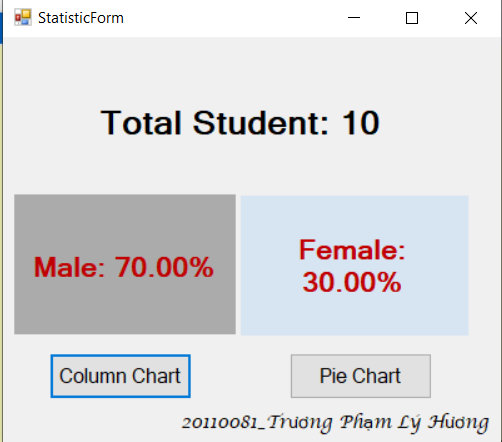 StatisticForm
Total Student: 10
Male: 70.00%
Female:
30.00%
Column Chart
Pie Chart
20110081_Trương Phạm Lý Hương